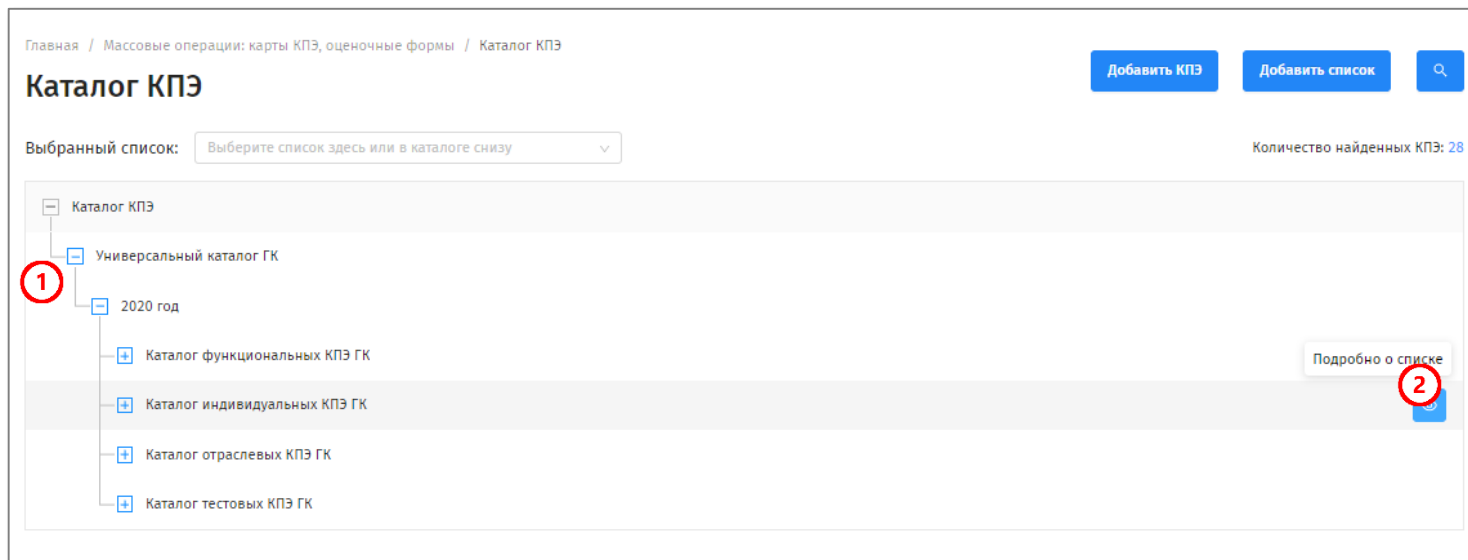 Главная / Массовые операции: карты КПЭ, оценочные формы / Каталог КПЭ
Каталог КПЭ
Добавить КПЭ
Добавить список
Выбранный список:
Выберите список здесь или в каталоге снизу
Количество найденных КПЭ: 28
Каталог КПЭ
Универсальный каталог ГК
1
2020 год
Каталог функциональных КПЭ ГК
Подробно о списке
2
Каталог индивидуальных КПЭ ГК
Каталог отраслевых КПЭ ГК
Каталог тестовых КПЭ ГК